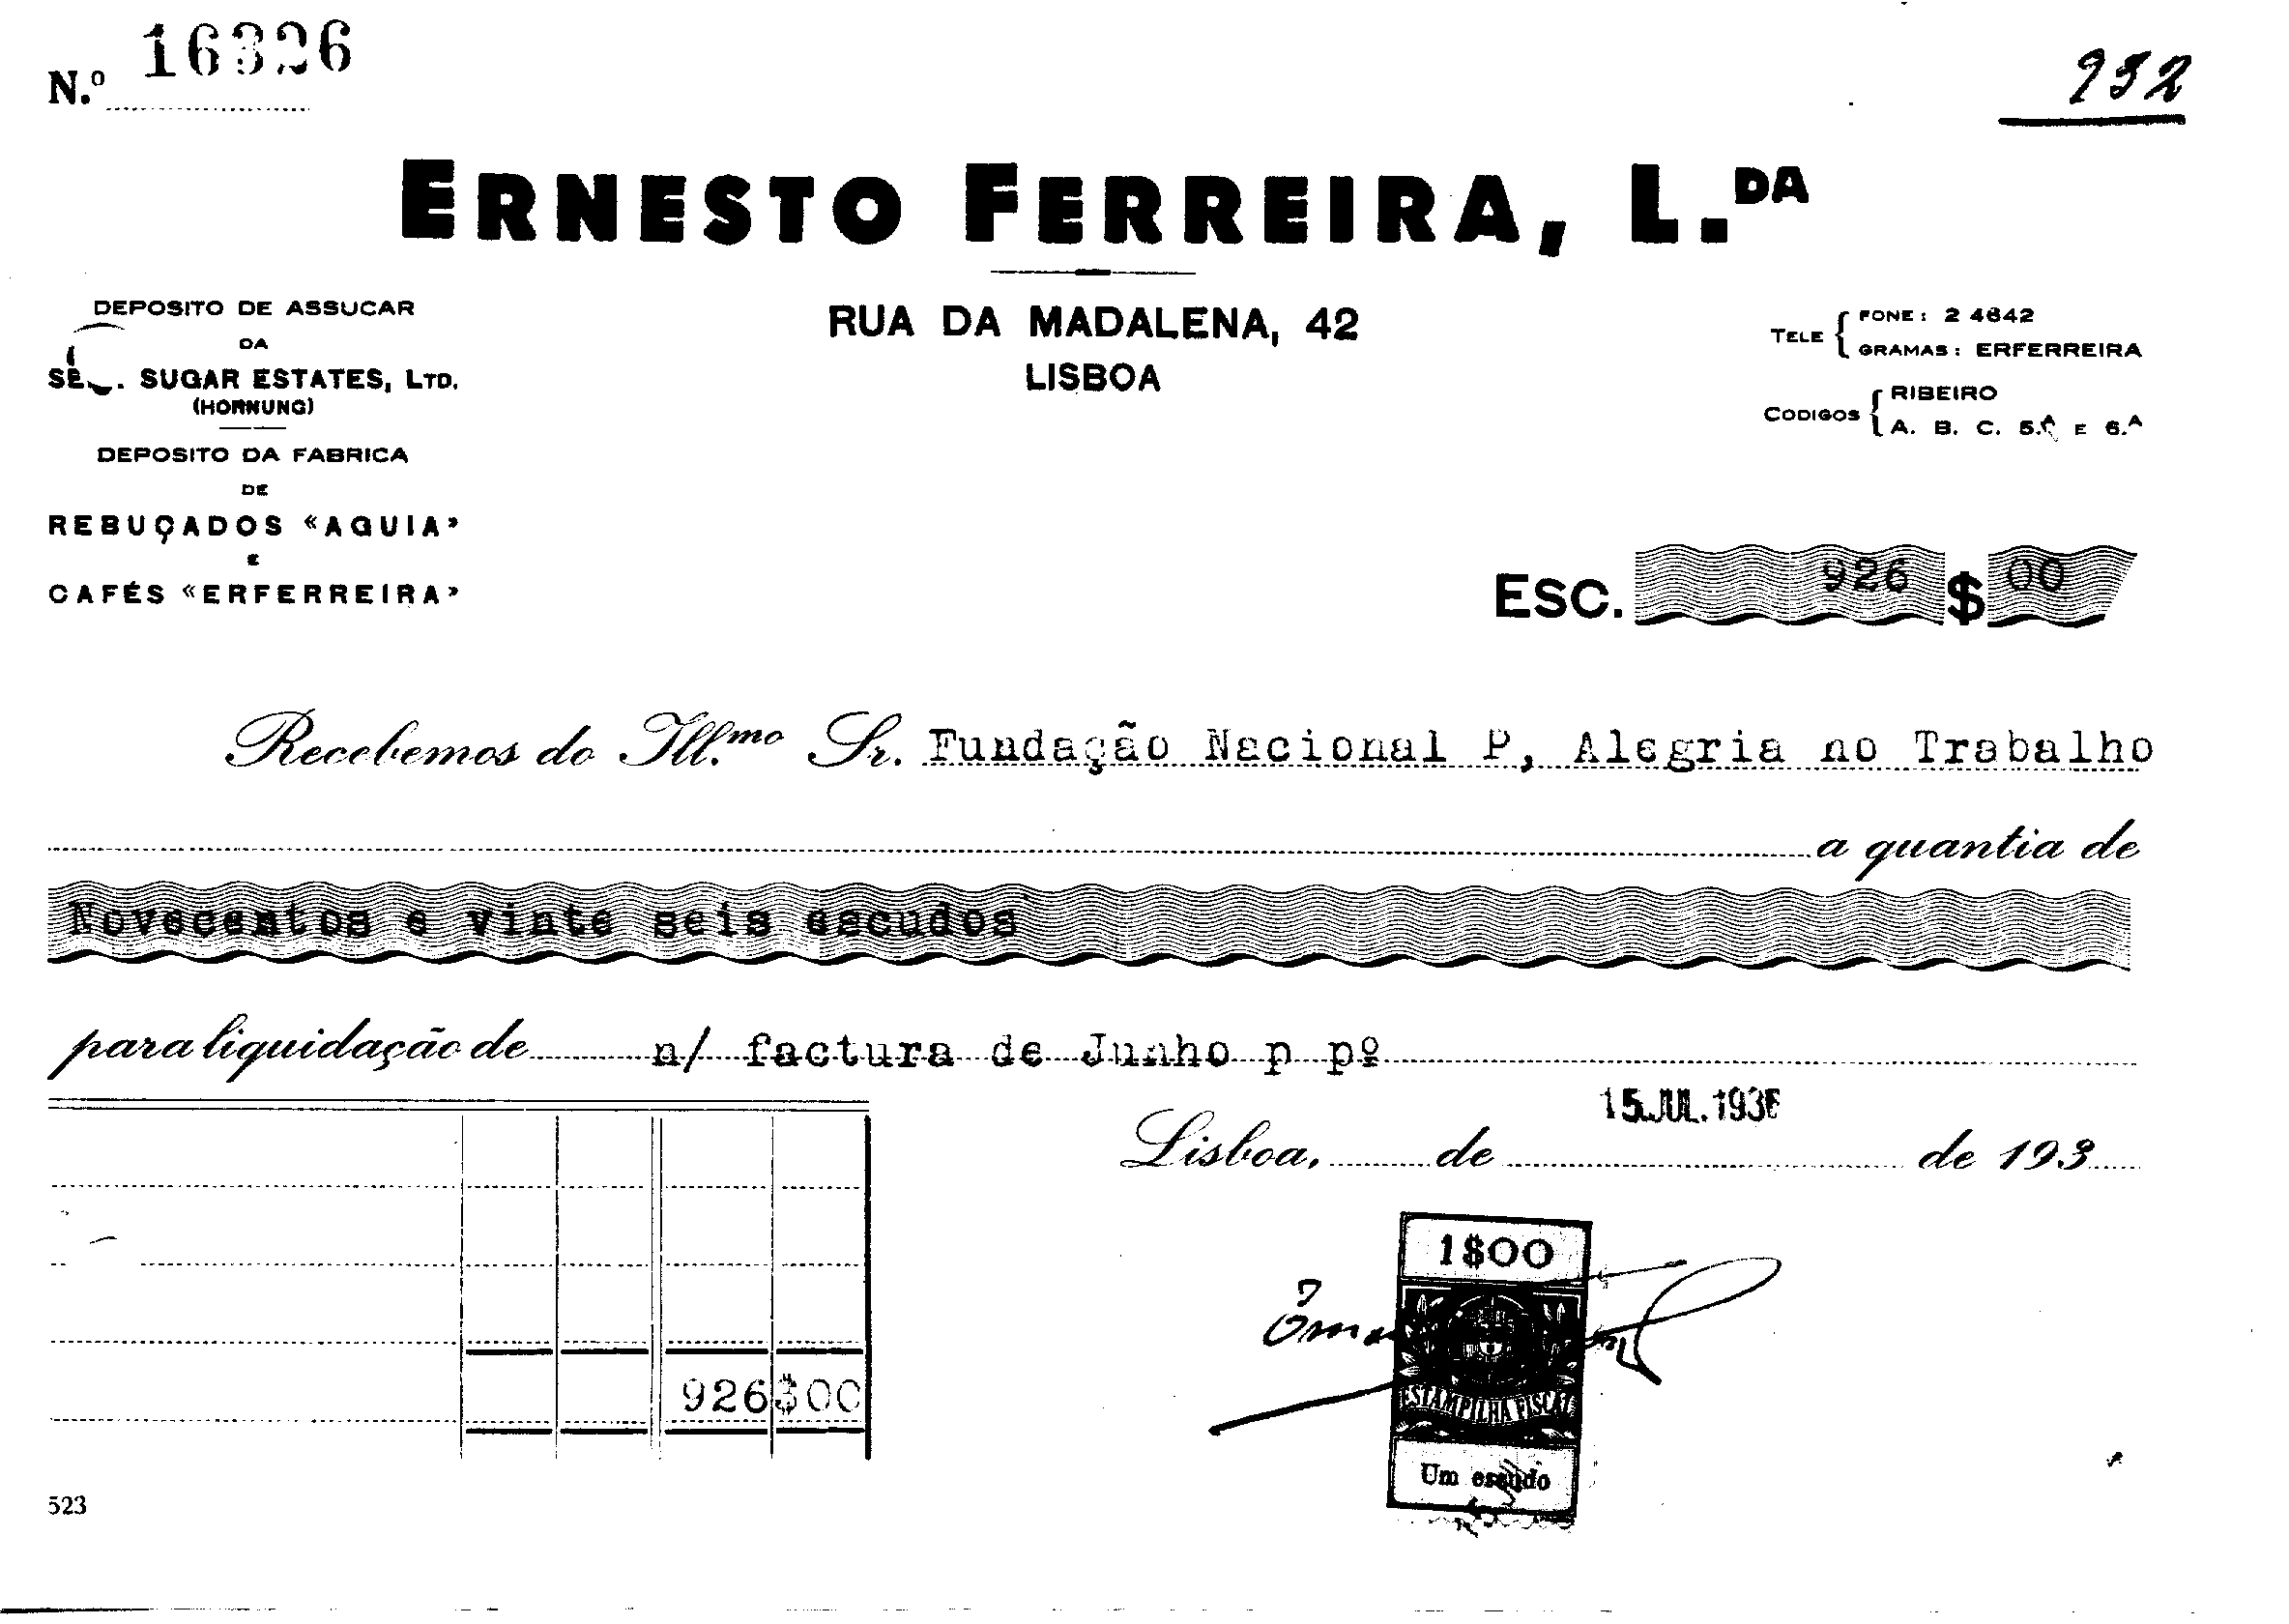 N.º 16326
932
ERNESTO FERREIRA, L.DA
RUA DA MADALENA, 42
LISBOA
DEPOSITO DE ASSUCAR
DA
SUGAR ESTATES, LTD.
(HORNUNG)
DEPOSITO DA FABRICA
DE
REBUÇADOS «AGUIA»
E
CAFÉS «ERFERREIRA»
TELE { FONE: 2 4642
GRAMAS: ERFERREIRA
CODIGOS { RIBEIRO
A. B. C. 5.A E 6.A
ESC. 926 $ 00
Recebemos do Ill.mo Sr. Fundação Nacional P, Alegria no Trabalho
a quantia de
Novecentos e vinte seis escudos
para liquidação de n/ factura de Junho p pº
15 JUL. 1936
Lisboa, de de 193
926$00
1$00
ESTAMPILHA FISCAL
Um escudo
523